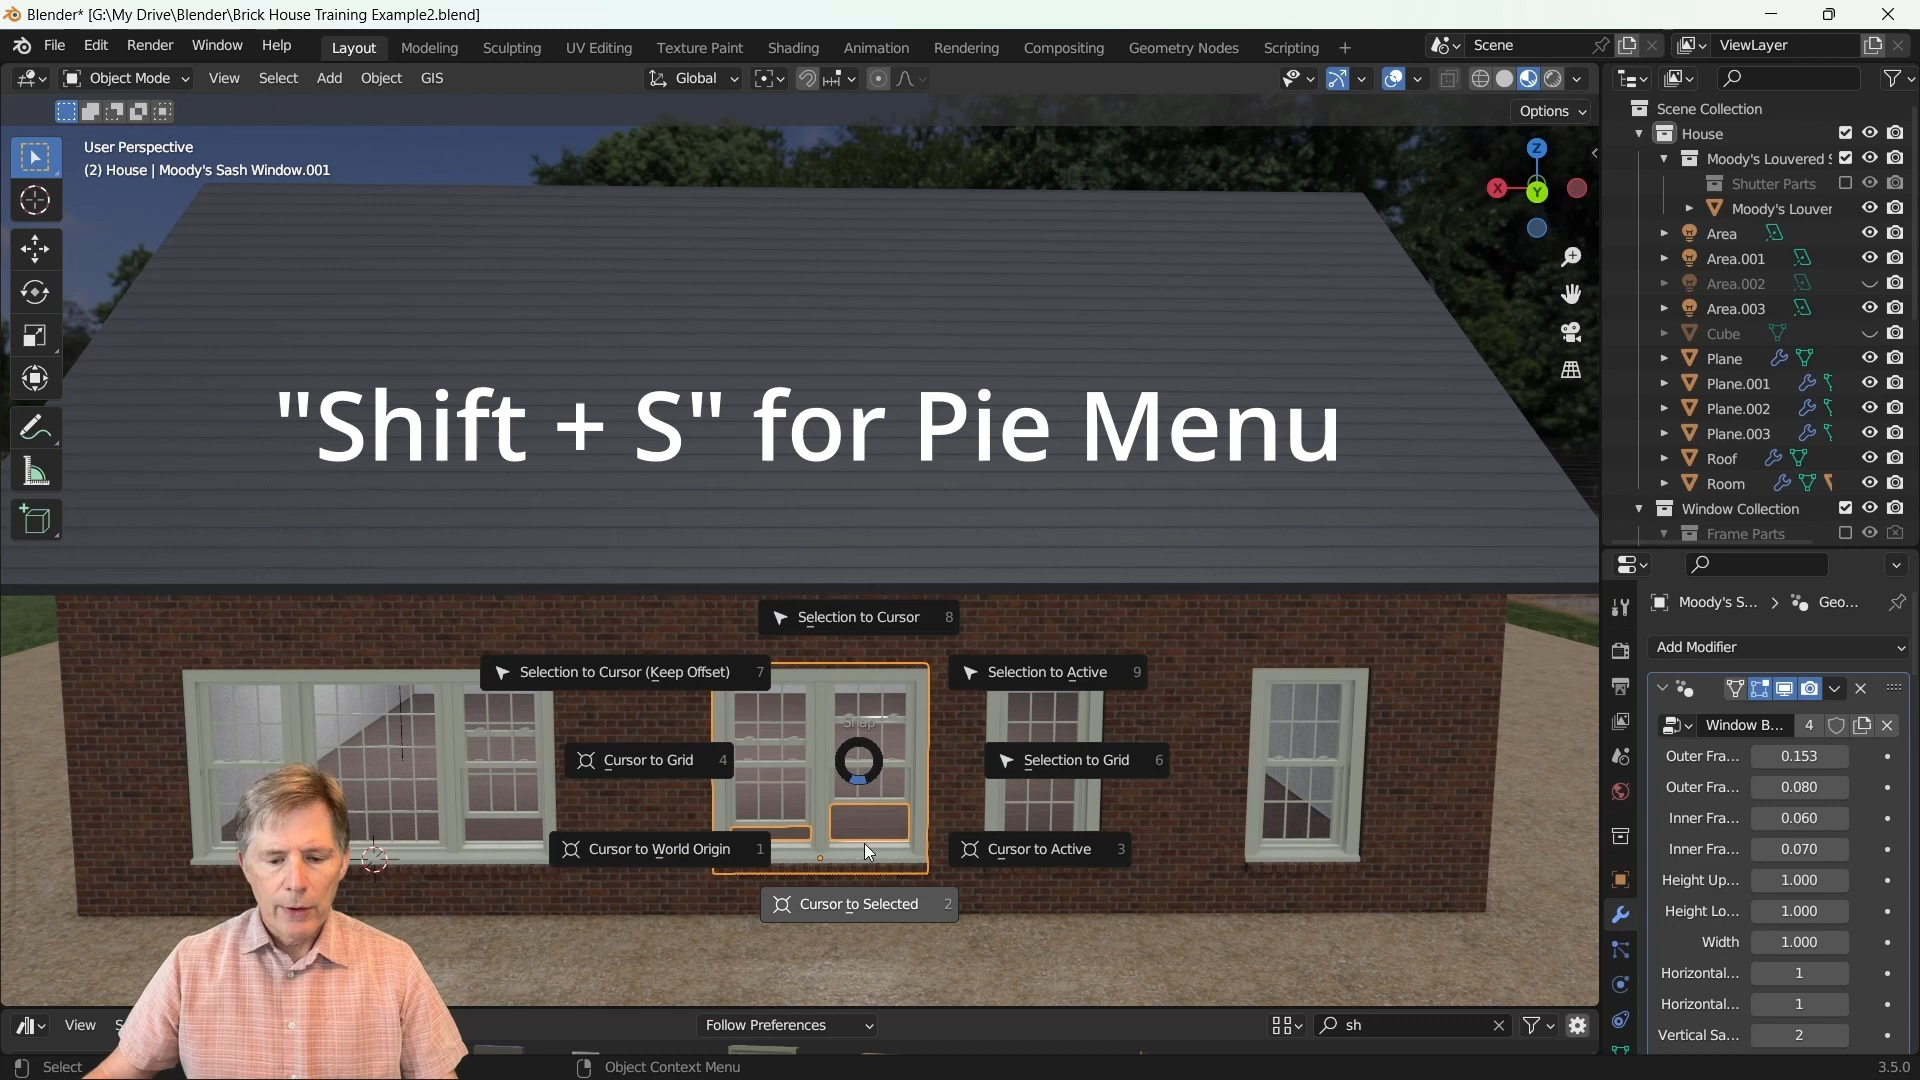 Blender* [G:\My Drive\Blender\Brick House Training Example2.blend]
File Edit Render Window Help
Layout Modeling Sculpting UV Editing Texture Paint Shading Animation Rendering Compositing Geometry Nodes Scripting +
Scene
ViewLayer
Object Mode View Select Add Object GIS
Global
Options
User Perspective
(2) House | Moody's Sash Window.001
Z
X
Y
"Shift + S" for Pie Menu
Selection to Cursor 8
Selection to Cursor (Keep Offset) 7
Selection to Active 9
Snap
Cursor to Grid 4
Selection to Grid 6
Cursor to World Origin 1
Cursor to Active 3
Cursor to Selected 2
Scene Collection
House
Moody's Louvered
Shutter Parts
Moody's Louver
Area
Area.001
Area.002
Area.003
Cube
Plane
Plane.001
Plane.002
Plane.003
Roof
Room
Window Collection
Frame Parts
Moody's S... > Geo...
Add Modifier
Window B... 4
Outer Fra... 0.153
Outer Fra... 0.080
Inner Fra... 0.060
Inner Fra... 0.070
Height Up... 1.000
Height Lo... 1.000
Width 1.000
Horizontal... 1
Horizontal... 1
Vertical Sa... 2
View
Follow Preferences
sh
Select
Object Context Menu
3.5.0